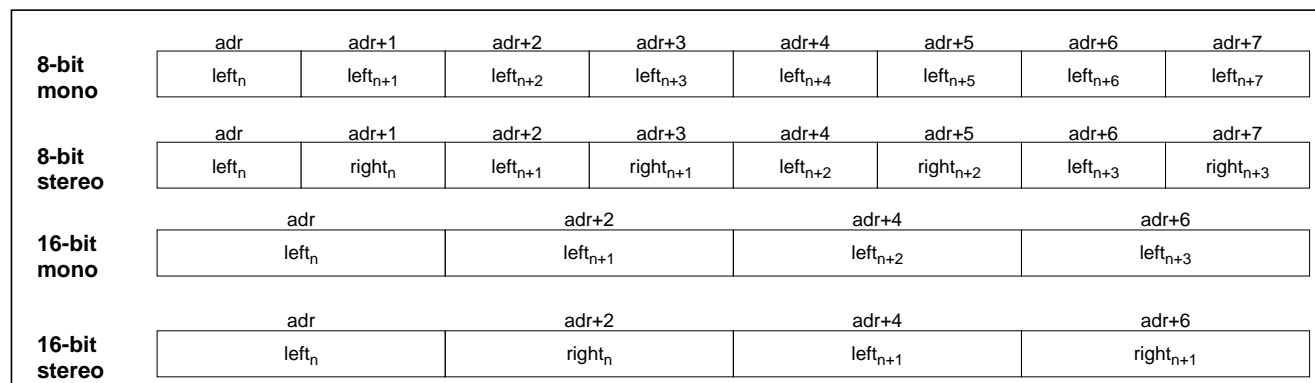 adr adr+1 adr+2 adr+3 adr+4 adr+5 adr+6 adr+7
8-bit mono
leftₙ leftₙ₊₁ leftₙ₊₂ leftₙ₊₃ leftₙ₊₄ leftₙ₊₅ leftₙ₊₆ leftₙ₊₇
adr adr+1 adr+2 adr+3 adr+4 adr+5 adr+6 adr+7
8-bit stereo
leftₙ rightₙ leftₙ₊₁ rightₙ₊₁ leftₙ₊₂ rightₙ₊₂ leftₙ₊₃ rightₙ₊₃
adr adr+2 adr+4 adr+6
16-bit mono
leftₙ leftₙ₊₁ leftₙ₊₂ leftₙ₊₃
adr adr+2 adr+4 adr+6
16-bit stereo
leftₙ rightₙ leftₙ₊₁ rightₙ₊₁